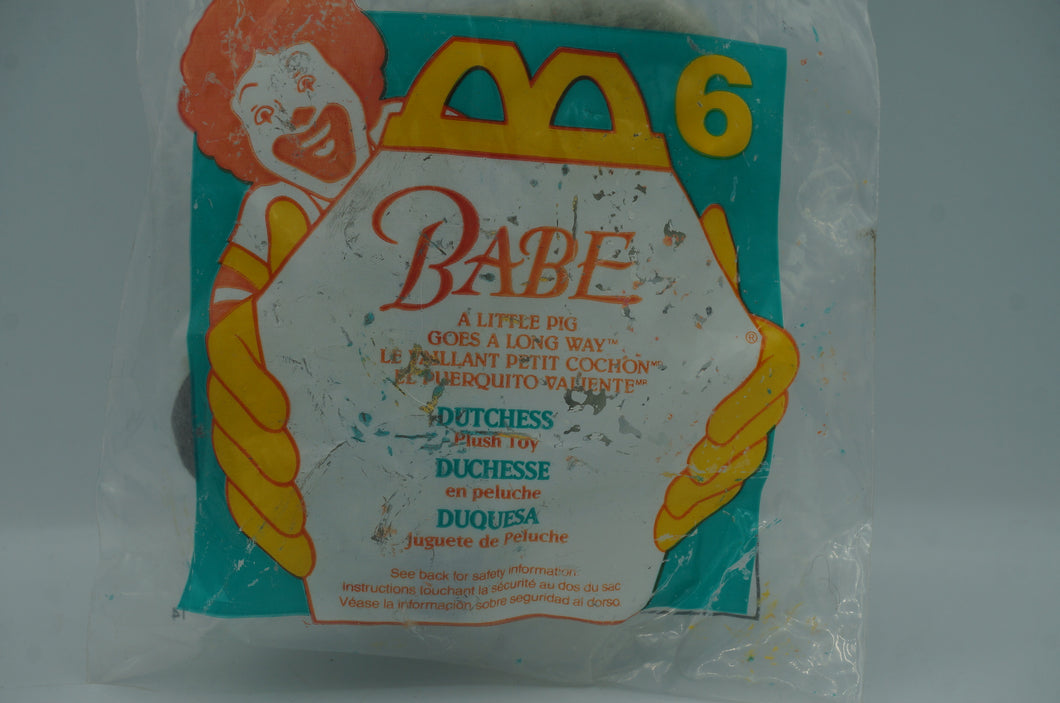 6
BABE
A LITTLE PIG
GOES A LONG WAY™
LE VAILLANT PETIT COCHON MD
EL PUERQUITO VALIENTE MR
®
DUTCHESS
Plush Toy
DUCHESSE
en peluche
DUQUESA
Juguete de Peluche
See back for safety information.
Instructions touchant la sécurité au dos du sac
Véase la información sobre seguridad al dorso